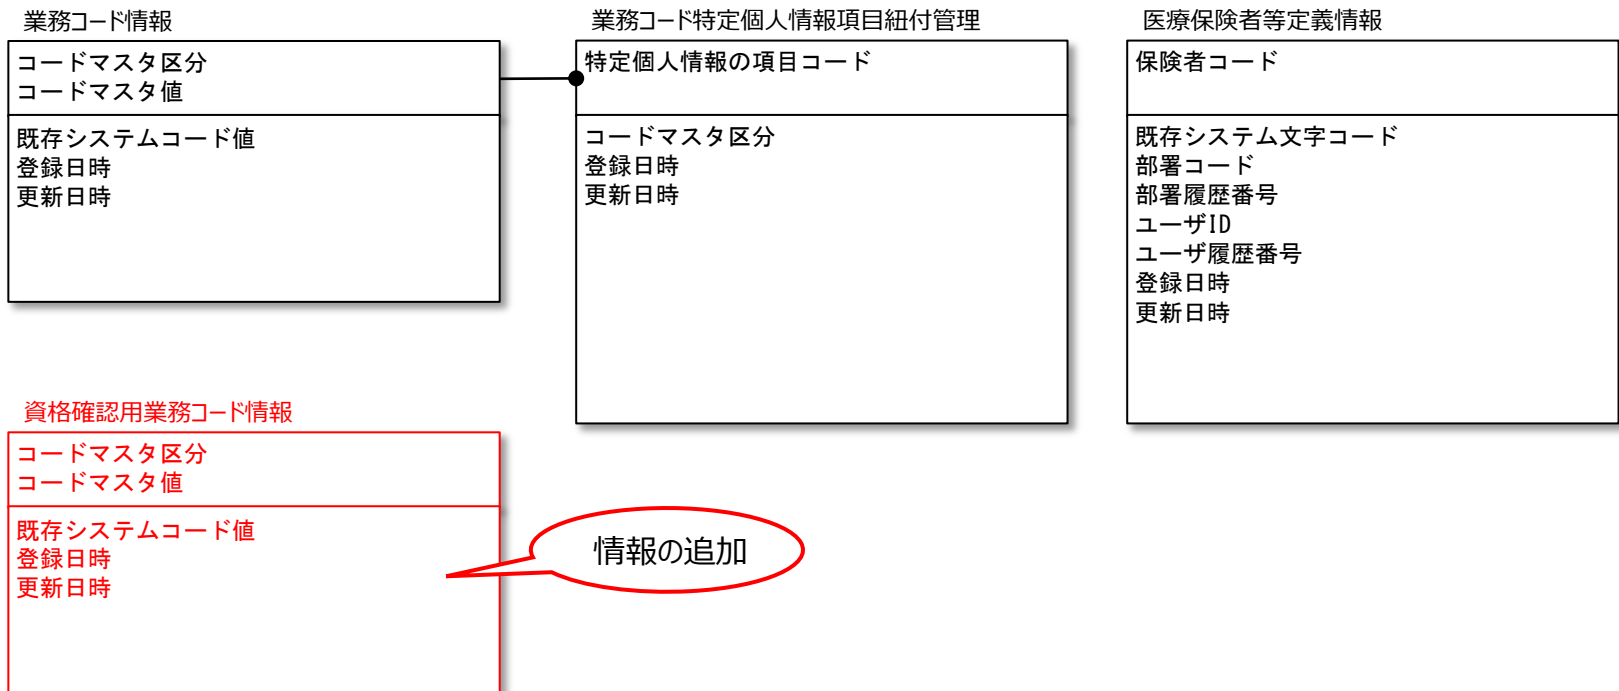 業務コード情報
コードマスタ区分
コードマスタ値
既存システムコード値
登録日時
更新日時
業務コード特定個人情報項目紐付管理
特定個人情報の項目コード
コードマスタ区分
登録日時
更新日時
医療保険者等定義情報
保険者コード
既存システム文字コード
部署コード
部署履歴番号
ユーザID
ユーザ履歴番号
登録日時
更新日時
資格確認用業務コード情報
コードマスタ区分
コードマスタ値
既存システムコード値
登録日時
更新日時
情報の追加